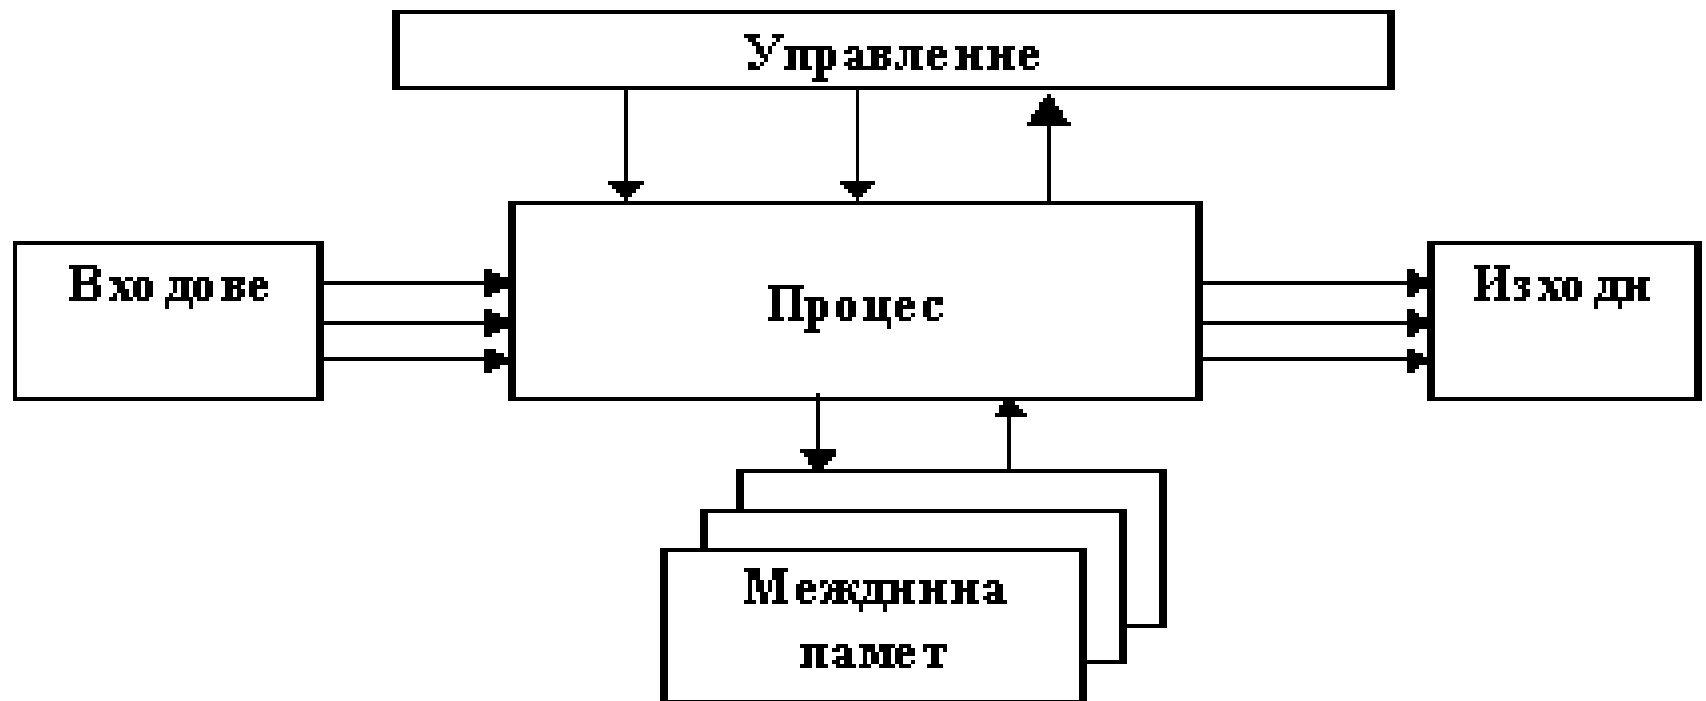 Управление
Входове
Процес
Изходи
Междинна
памет